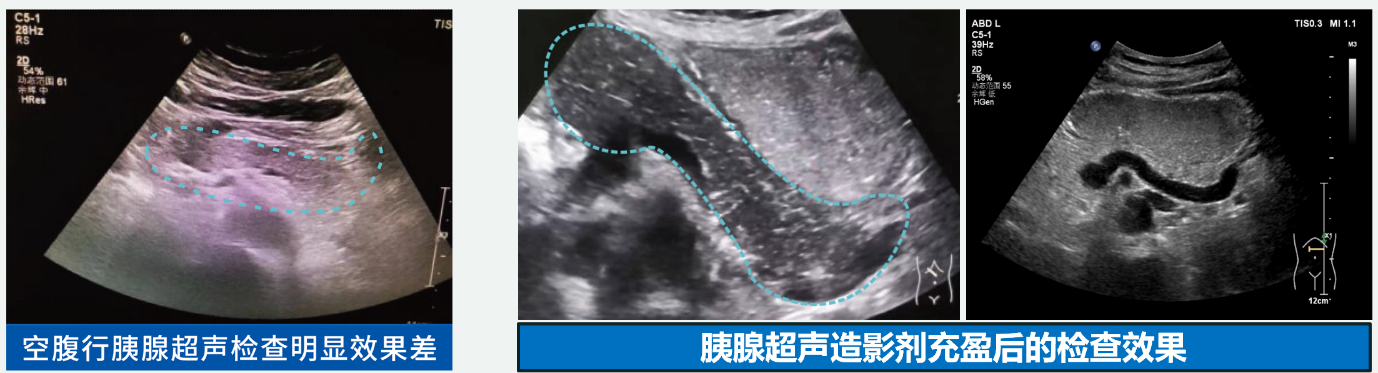 C5-1
28Hz
RS
2D
54%
动态范围 61
余辉 中
HRes
TIS
空腹行胰腺超声检查明显效果差
胰腺超声造影剂充盈后的检查效果
ABD L
C5-1
39Hz
RS
2D
58%
动态范围 55
余辉 低
HGen
TIS0.3 MI 1.1
M3
12cm